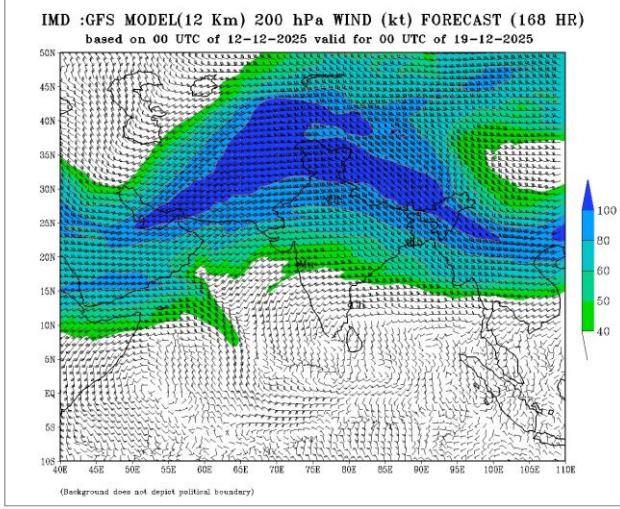 IMD :GFS MODEL(12 Km) 200 hPa WIND (kt) FORECAST (168 HR)
based on 00 UTC of 12-12-2025 valid for 00 UTC of 19-12-2025
50N
45N
40N
35N
30N
25N
20N
15N
10N
5N
EQ
5S
10S
40E 45E 50E 55E 60E 65E 70E 75E 80E 85E 90E 95E 100E 105E 110E
100
80
60
50
40
(Background does not depict political boundary)